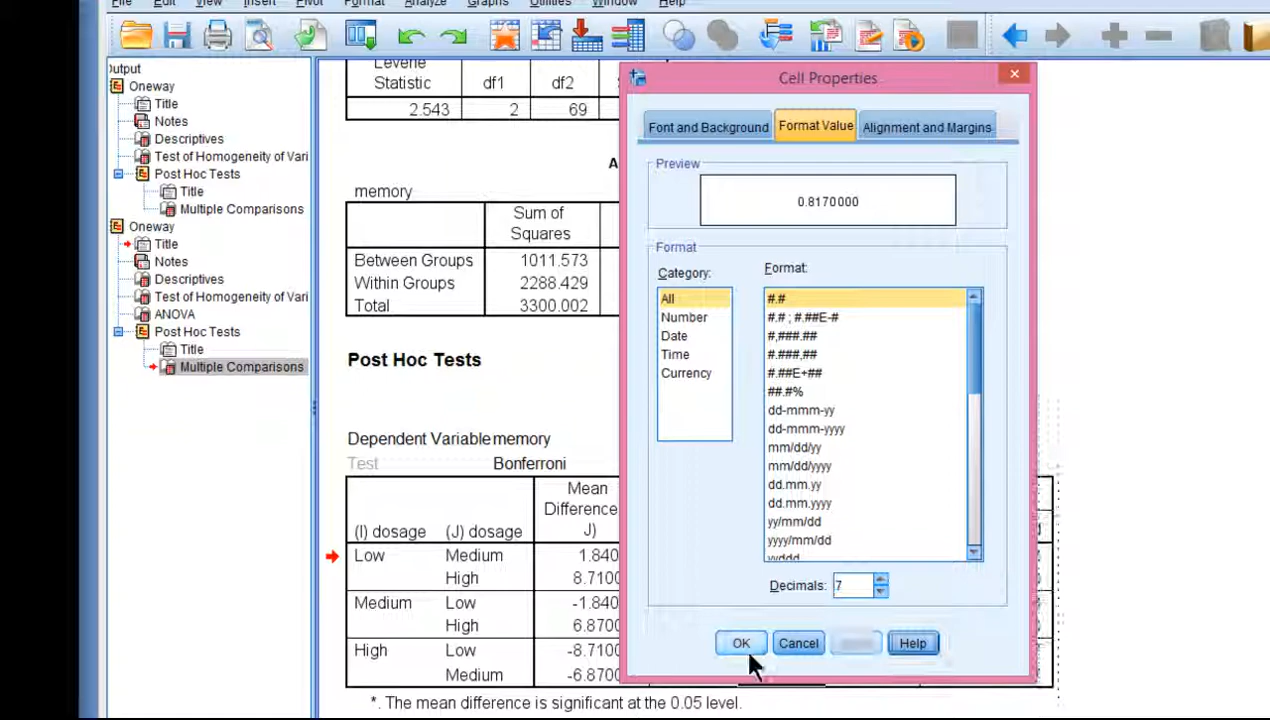 File Edit View Insert Pivot Format Analyze Graphs Utilities Window Help
Output
Oneway
Title
Notes
Descriptives
Test of Homogeneity of Vari
Post Hoc Tests
Title
Multiple Comparisons
Oneway
Title
Notes
Descriptives
Test of Homogeneity of Vari
ANOVA
Post Hoc Tests
Title
Multiple Comparisons
Levene
Statistic df1 df2
2.543 2 69
A
memory
Sum of
Squares
Between Groups 1011.573
Within Groups 2288.429
Total 3300.002
Post Hoc Tests
Dependent Variable memory
Test Bonferroni
Mean
Difference
(I) dosage (J) dosage J)
Low Medium 1.840
High 8.7100
Medium Low -1.840
High 6.8700
High Low -8.710
Medium -6.870
*. The mean difference is significant at the 0.05 level.
Cell Properties
Font and Background Format Value Alignment and Margins
Preview
0.8170000
Format
Category: Format:
All
Number
Date
Time
Currency
#.#
#.# ; #.##E-#
#,###.##
#.###,##
#.##E+##
##.#%
dd-mmm-yy
dd-mmm-yyyy
mm/dd/yy
mm/dd/yyyy
dd.mm.yy
dd.mm.yyyy
yy/mm/dd
yyyy/mm/dd
yyddd
Decimals: 7
OK Cancel Help